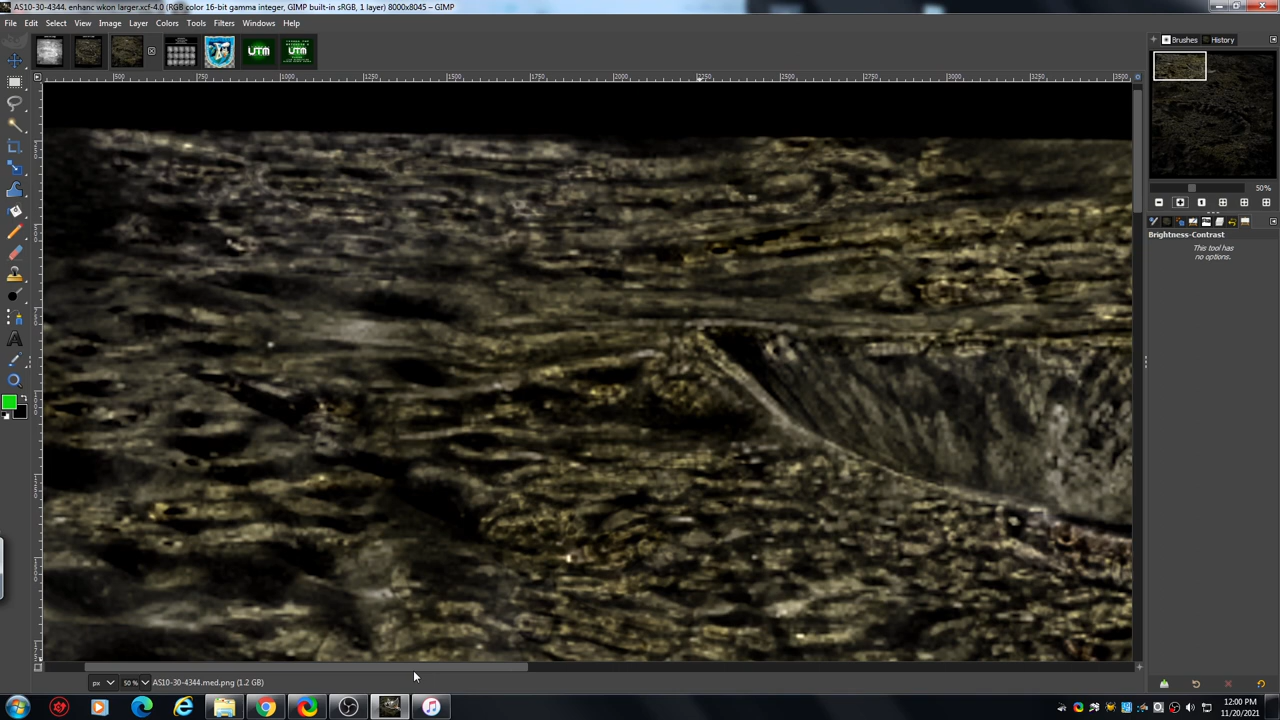 AS10-30-4344. enhanc wkon larger.xcf-4.0 (RGB color 16-bit gamma integer, GIMP built-in sRGB, 1 layer) 8000x8045 – GIMP
File Edit Select View Image Layer Colors Tools Filters Windows Help
UTM UTM
Brushes History
500 750 1000 1250 1500 1750 2000 2250 2500 2750 3000 3250 3500
50%
Brightness-Contrast
This tool has
no options.
px 50 % AS10-30-4344.med.png (1.2 GB)
12:00 PM
11/20/2021